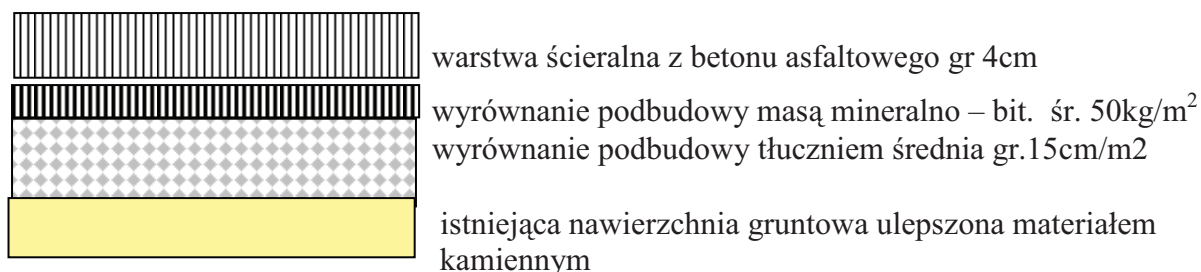 warstwa ścieralna z betonu asfaltowego gr 4cm
wyrównanie podbudowy masą mineralno – bit.  śr. 50kg/m²
wyrównanie podbudowy tłuczniem średnia gr.15cm/m2
istniejąca nawierzchnia gruntowa ulepszona materiałem
kamiennym